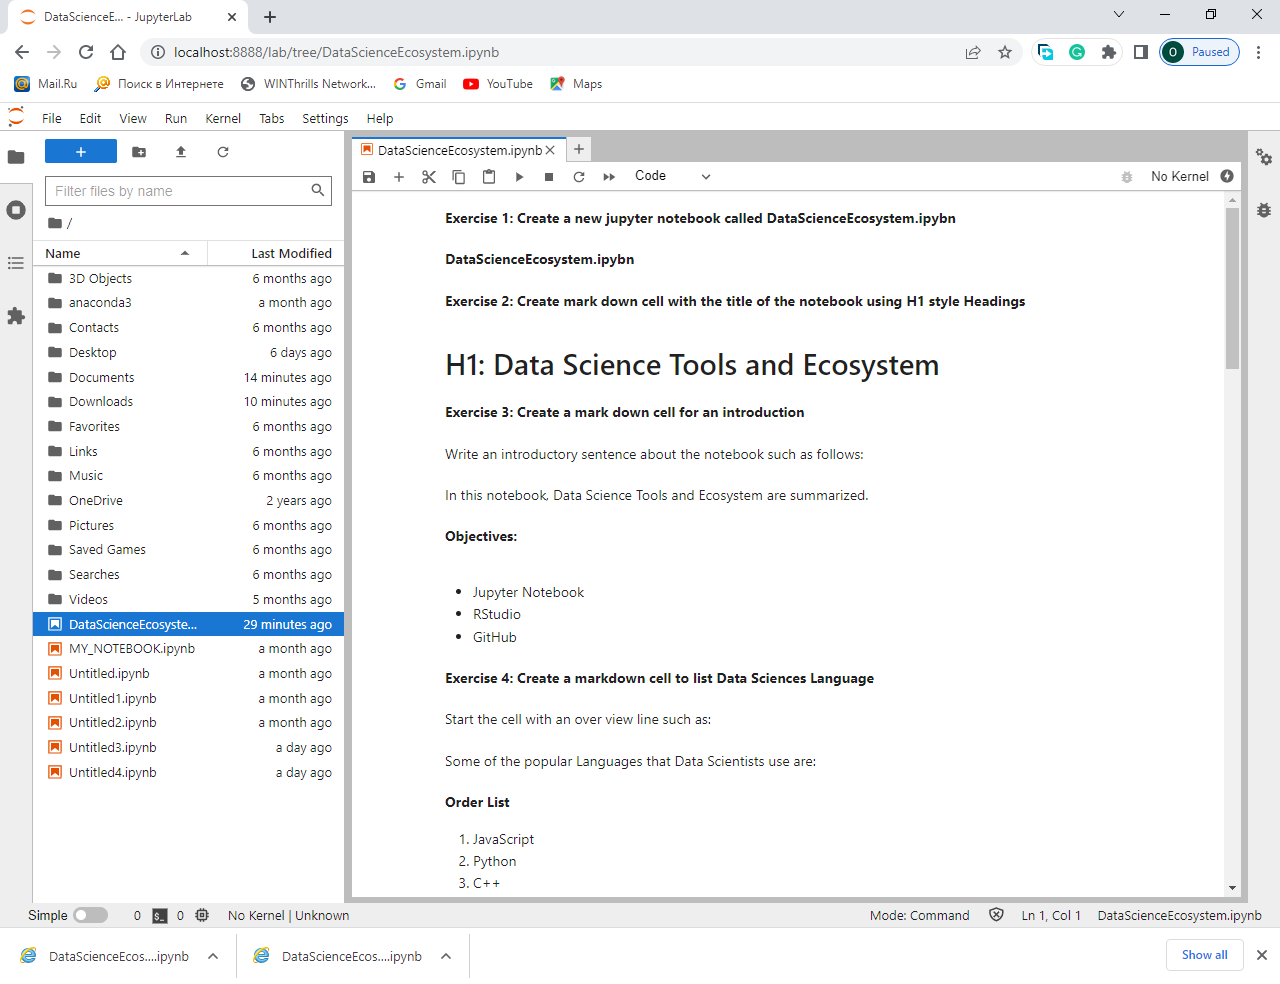 DataScienceE... - JupyterLab
localhost:8888/lab/tree/DataScienceEcosystem.ipynb
O Paused
Mail.Ru Поиск в Интернете WINThrills Network... Gmail YouTube Maps
File Edit View Run Kernel Tabs Settings Help
DataScienceEcosystem.ipynb
Filter files by name
Code
No Kernel
/
Name Last Modified
3D Objects 6 months ago
anaconda3 a month ago
Contacts 6 months ago
Desktop 6 days ago
Documents 14 minutes ago
Downloads 10 minutes ago
Favorites 6 months ago
Links 6 months ago
Music 6 months ago
OneDrive 2 years ago
Pictures 6 months ago
Saved Games 6 months ago
Searches 6 months ago
Videos 5 months ago
DataScienceEcosyste... 29 minutes ago
MY_NOTEBOOK.ipynb a month ago
Untitled.ipynb a month ago
Untitled1.ipynb a month ago
Untitled2.ipynb a month ago
Untitled3.ipynb a day ago
Untitled4.ipynb a day ago
Exercise 1: Create a new jupyter notebook called DataScienceEcosystem.ipybn
DataScienceEcosystem.ipybn
Exercise 2: Create mark down cell with the title of the notebook using H1 style Headings
H1: Data Science Tools and Ecosystem
Exercise 3: Create a mark down cell for an introduction
Write an introductory sentence about the notebook such as follows:
In this notebook, Data Science Tools and Ecosystem are summarized.
Objectives:
• Jupyter Notebook
• RStudio
• GitHub
Exercise 4: Create a markdown cell to list Data Sciences Language
Start the cell with an over view line such as:
Some of the popular Languages that Data Scientists use are:
Order List
1. JavaScript
2. Python
3. C++
Simple 0 $_ 0 No Kernel | Unknown Mode: Command Ln 1, Col 1 DataScienceEcosystem.ipynb
DataScienceEcos....ipynb DataScienceEcos....ipynb Show all